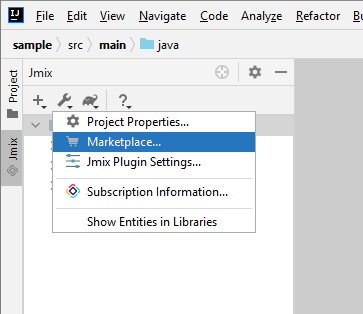 IJ File Edit View Navigate Code Analyze Refactor B
sample src main java
Jmix
Project
Jmix
Project Properties...
Marketplace...
Jmix Plugin Settings...
Subscription Information...
Show Entities in Libraries